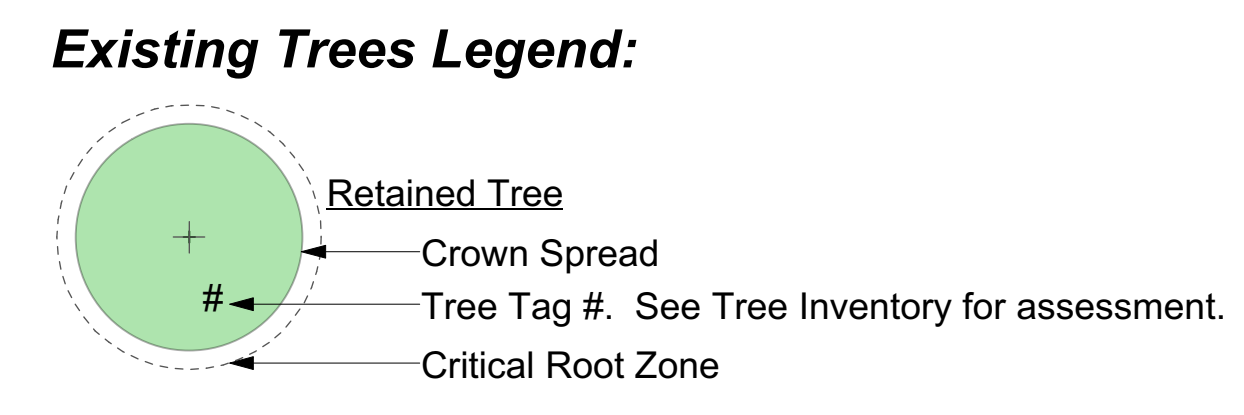 Existing Trees Legend:
Retained Tree
Crown Spread
# Tree Tag #.  See Tree Inventory for assessment.
Critical Root Zone